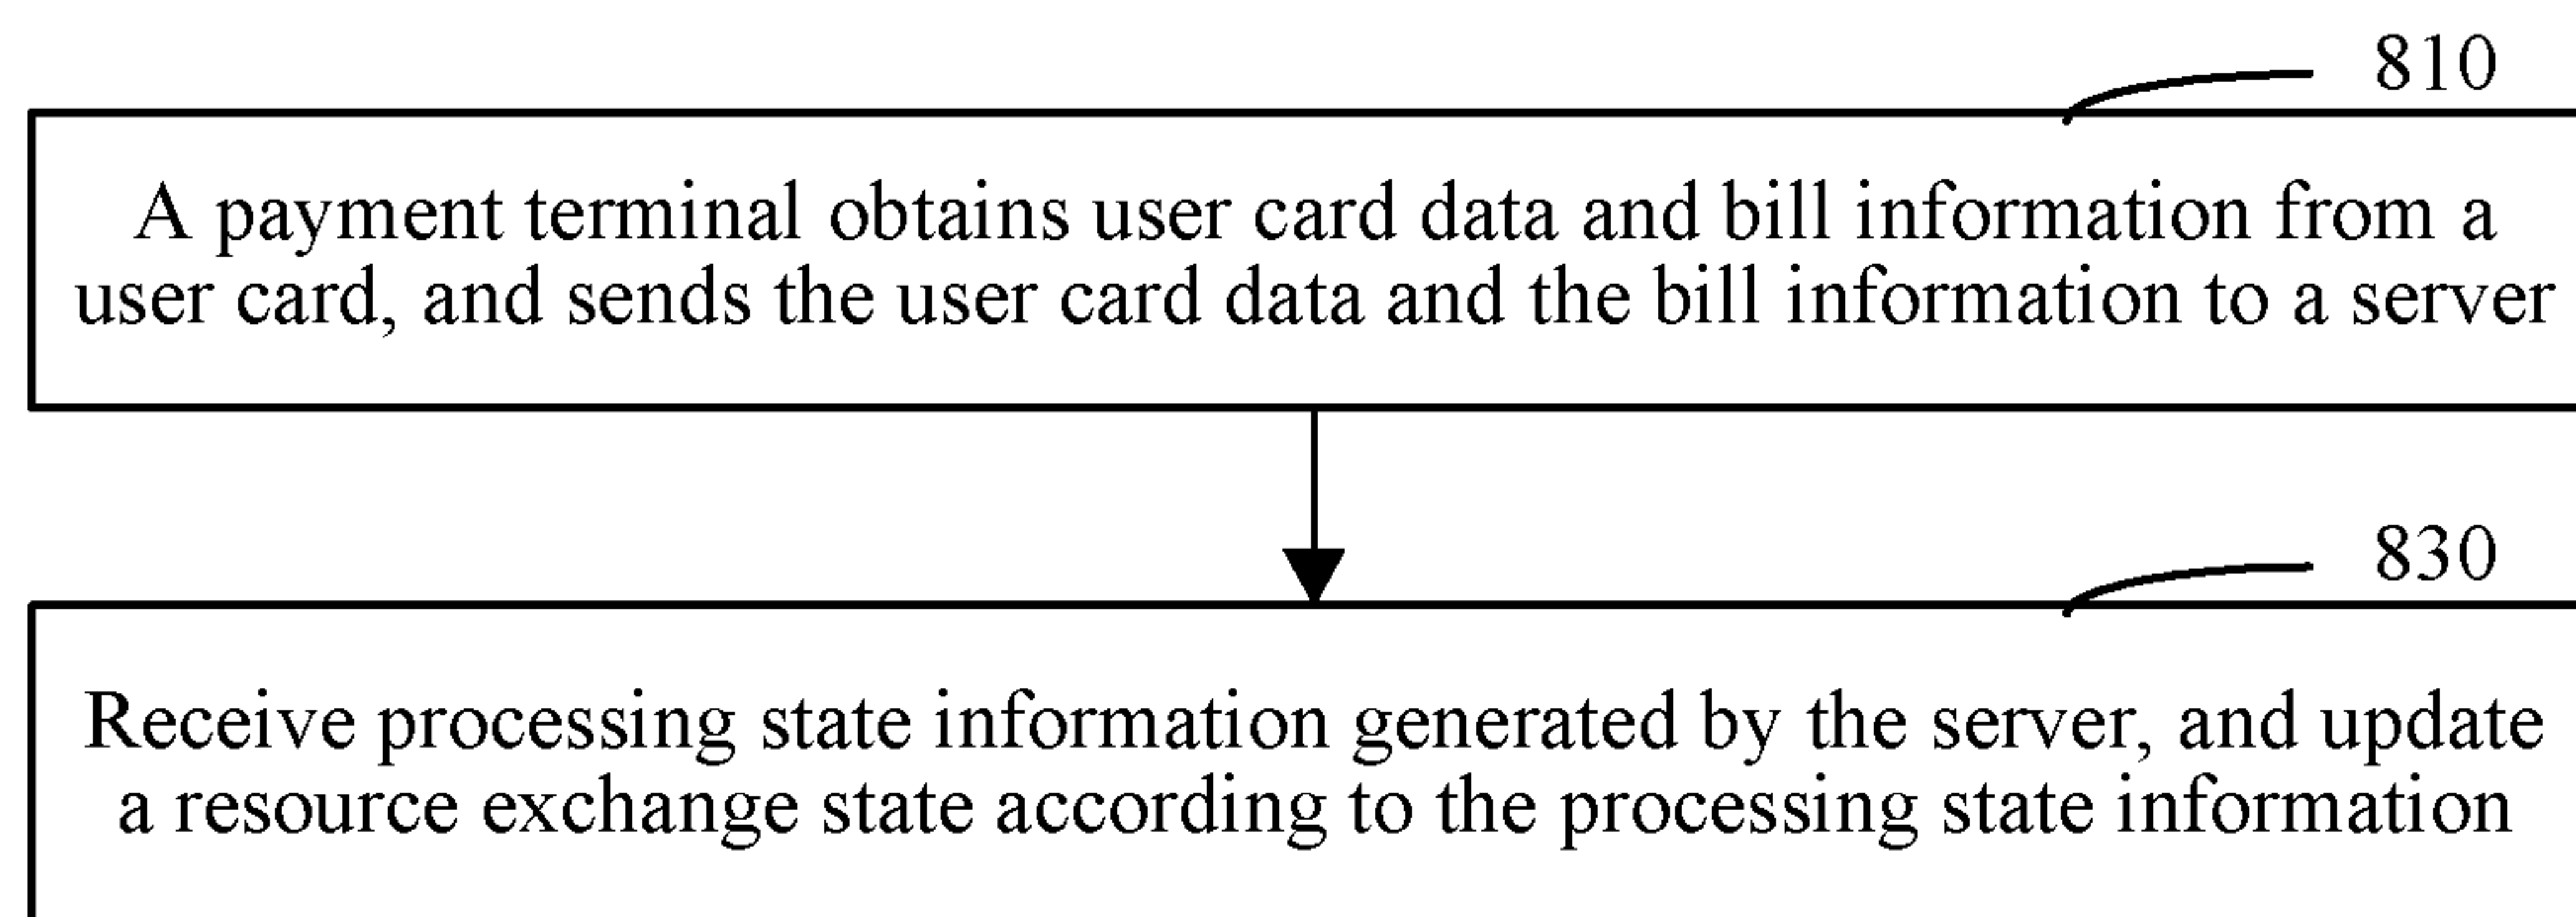 810
A payment terminal obtains user card data and bill information from a
user card, and sends the user card data and the bill information to a server
830
Receive processing state information generated by the server, and update
a resource exchange state according to the processing state information